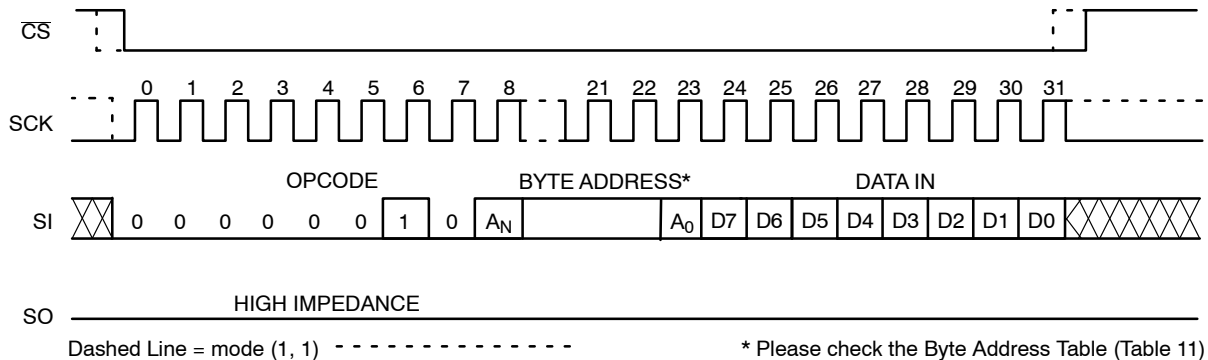 CS
0 1 2 3 4 5 6 7 8 21 22 23 24 25 26 27 28 29 30 31
SCK
OPCODE BYTE ADDRESS* DATA IN
SI 0 0 0 0 0 0 1 0 AN A0 D7 D6 D5 D4 D3 D2 D1 D0
HIGH IMPEDANCE
SO
Dashed Line = mode (1, 1) * Please check the Byte Address Table (Table 11)